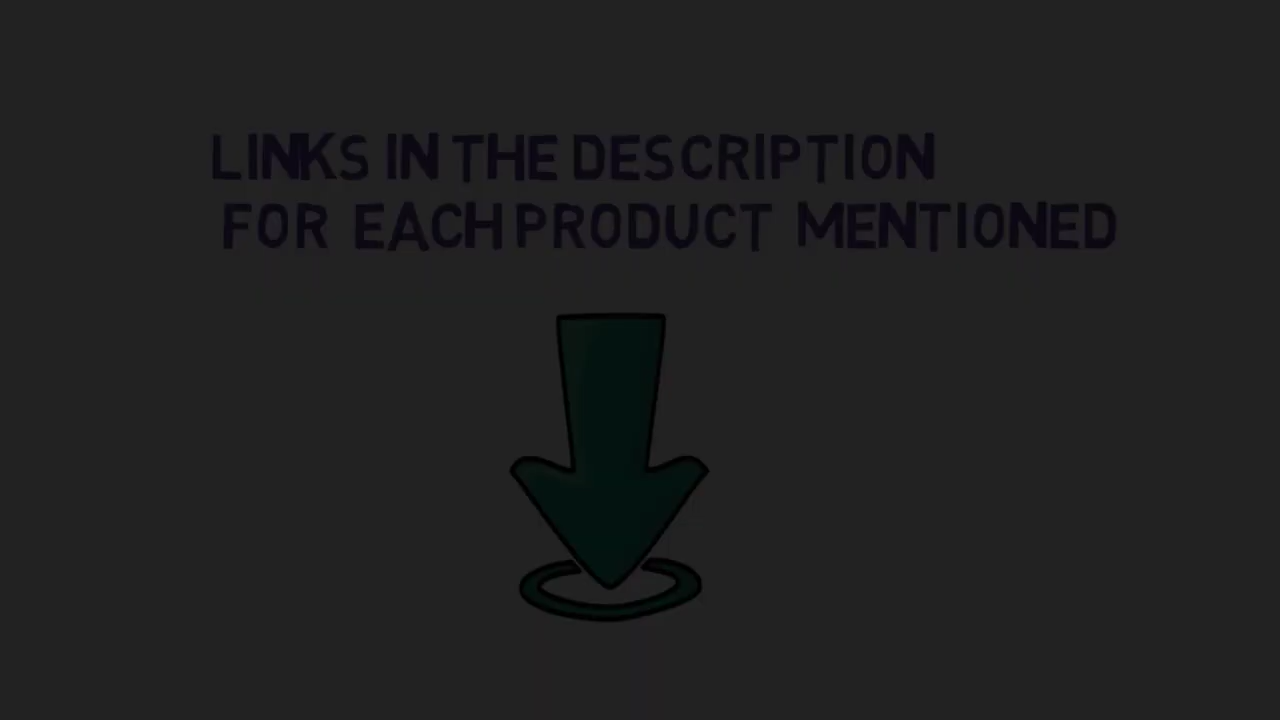 LINKS IN THE DESCRIPTION
FOR EACH PRODUCT MENTIONED